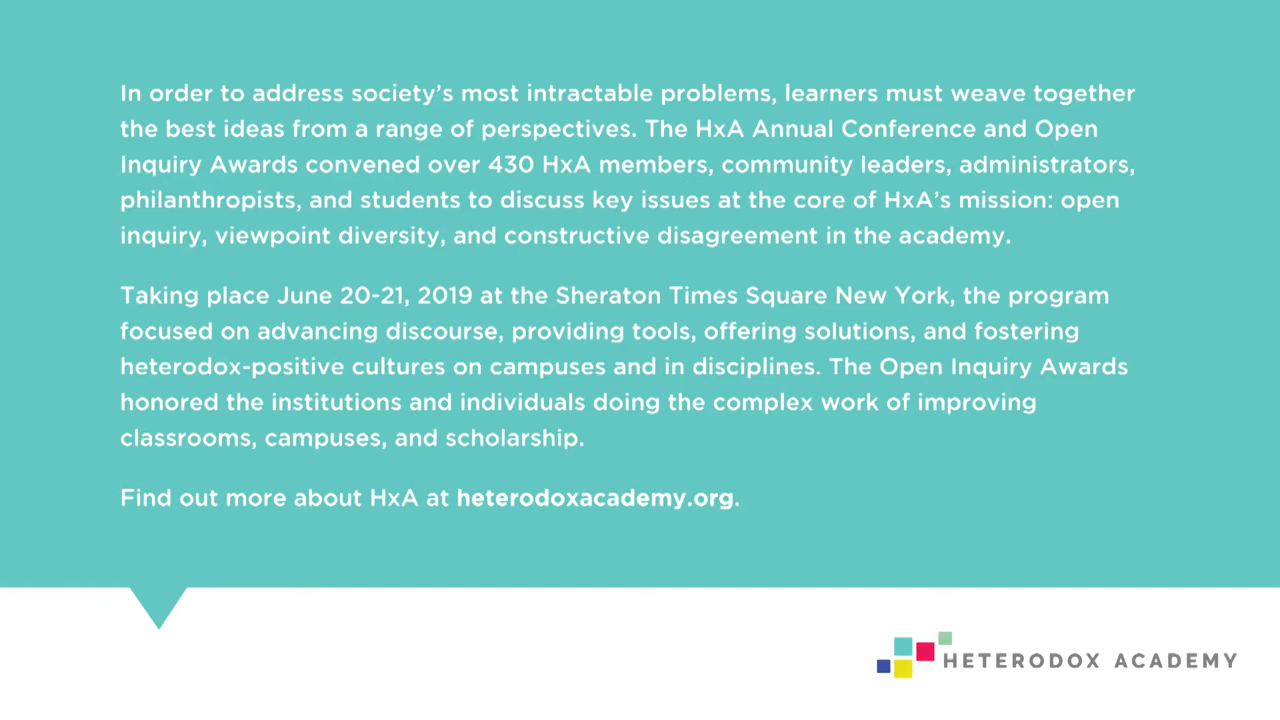 In order to address society’s most intractable problems, learners must weave together
the best ideas from a range of perspectives. The HxA Annual Conference and Open
Inquiry Awards convened over 430 HxA members, community leaders, administrators,
philanthropists, and students to discuss key issues at the core of HxA’s mission: open
inquiry, viewpoint diversity, and constructive disagreement in the academy.
Taking place June 20-21, 2019 at the Sheraton Times Square New York, the program
focused on advancing discourse, providing tools, offering solutions, and fostering
heterodox-positive cultures on campuses and in disciplines. The Open Inquiry Awards
honored the institutions and individuals doing the complex work of improving
classrooms, campuses, and scholarship.
Find out more about HxA at heterodoxacademy.org.
HETERODOX ACADEMY